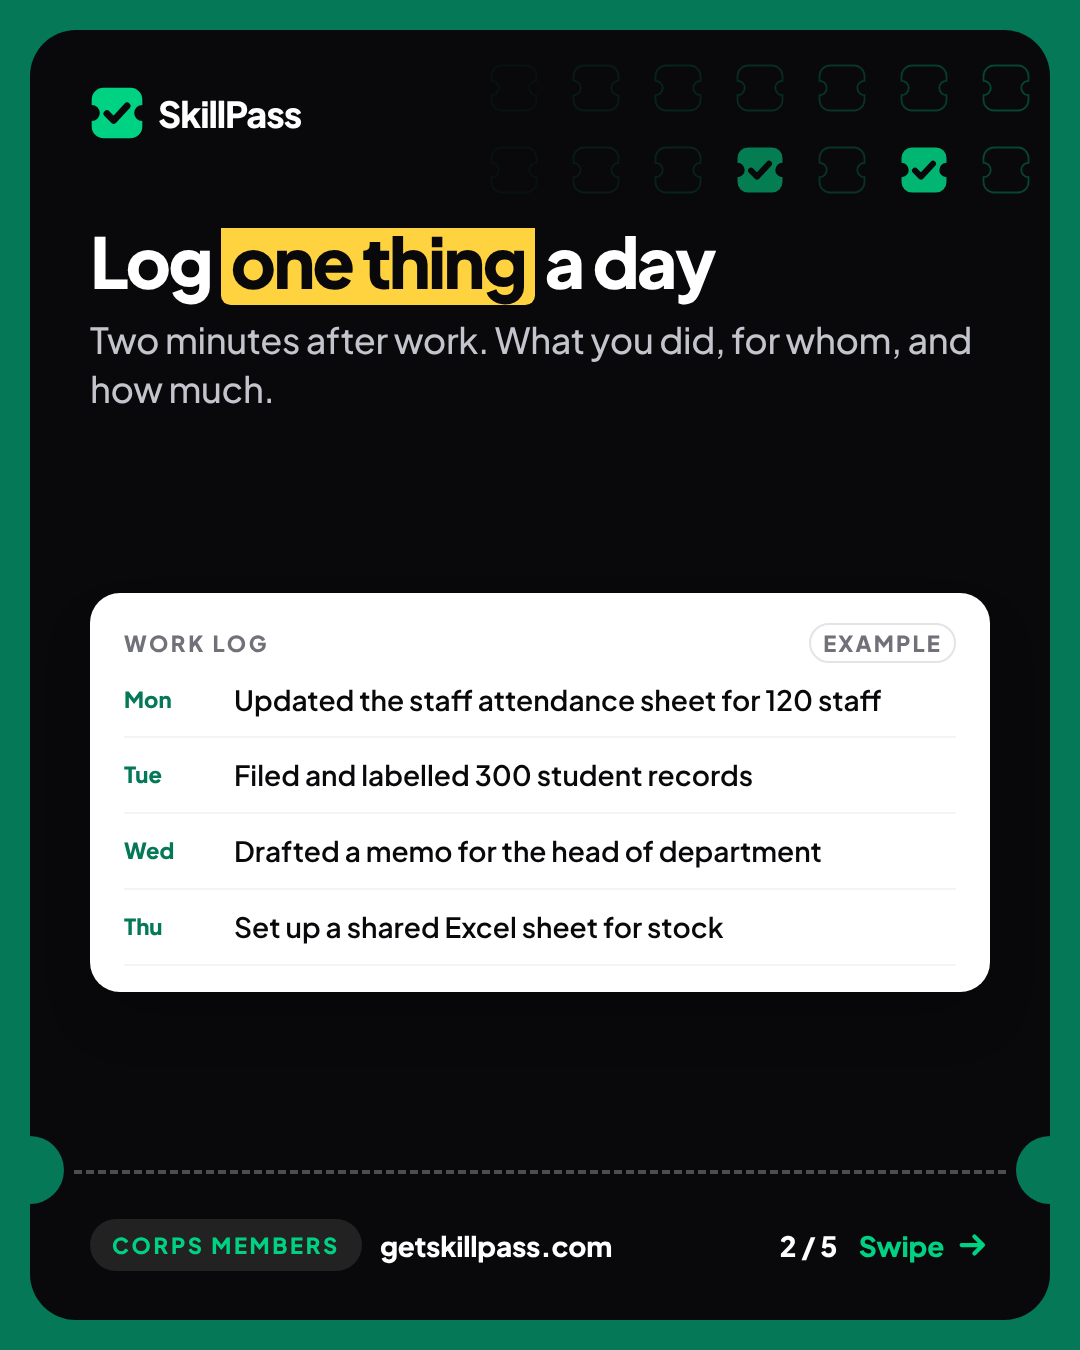 SkillPass
Log one thing a day
Two minutes after work. What you did, for whom, and
how much.
WORK LOG
EXAMPLE
Mon Updated the staff attendance sheet for 120 staff
Tue Filed and labelled 300 student records
Wed Drafted a memo for the head of department
Thu Set up a shared Excel sheet for stock
CORPS MEMBERS getskillpass.com 2 / 5 Swipe →